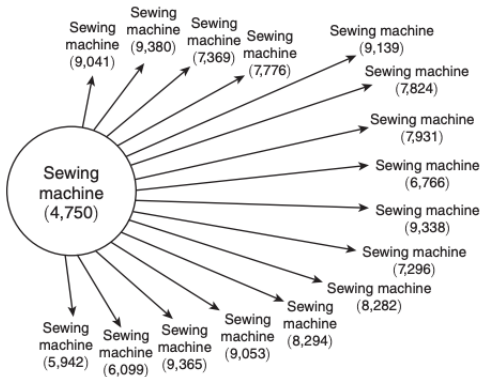 Sewing
machine
(9,041)
Sewing
machine
(9,380)
Sewing
machine
(7,369)
Sewing
machine
(7,776)
Sewing machine
(9,139)
Sewing machine
(7,824)
Sewing machine
(7,931)
Sewing machine
(6,766)
Sewing machine
(9,338)
Sewing machine
(7,296)
Sewing machine
(8,282)
Sewing
machine
(8,294)
Sewing
machine
(9,053)
Sewing
machine
(9,365)
Sewing
machine
(6,099)
Sewing
machine
(5,942)
Sewing
machine
(4,750)